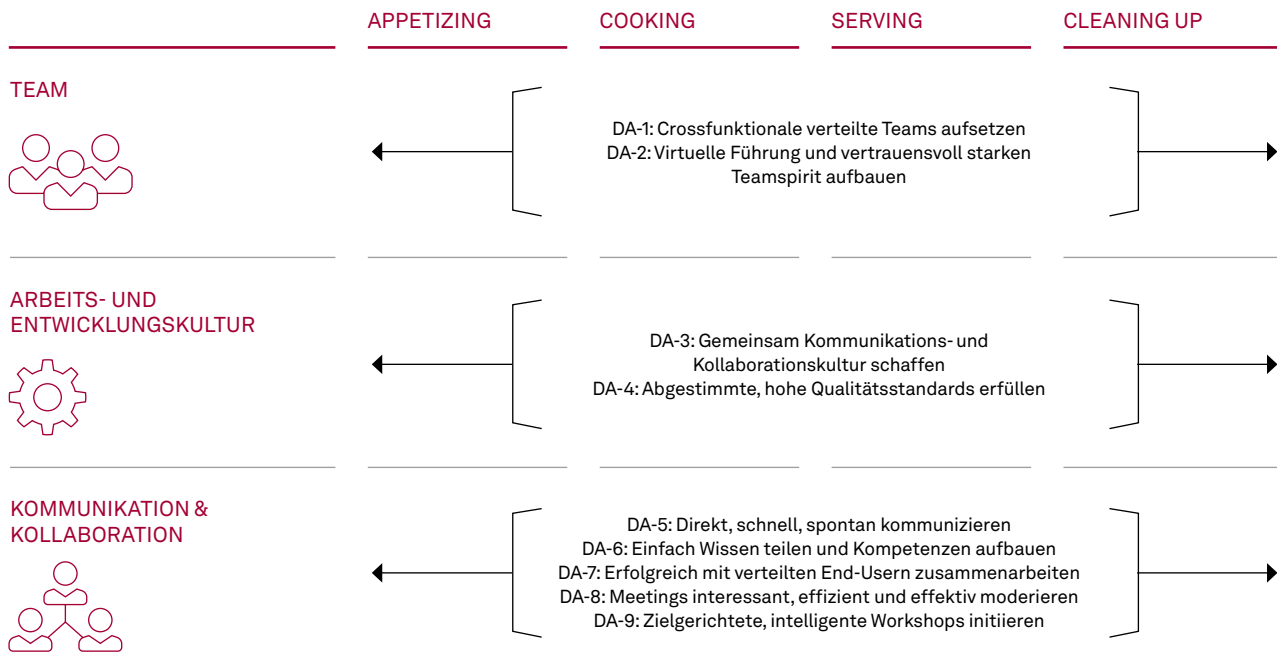 APPETIZING
COOKING
SERVING
CLEANING UP
TEAM
DA-1: Crossfunktionale verteilte Teams aufsetzen
DA-2: Virtuelle Führung und vertrauensvoll starken
Teamspirit aufbauen
ARBEITS- UND
ENTWICKLUNGSKULTUR
DA-3: Gemeinsam Kommunikations- und
Kollaborationskultur schaffen
DA-4: Abgestimmte, hohe Qualitätsstandards erfüllen
KOMMUNIKATION &
KOLLABORATION
DA-5: Direkt, schnell, spontan kommunizieren
DA-6: Einfach Wissen teilen und Kompetenzen aufbauen
DA-7: Erfolgreich mit verteilten End-Usern zusammenarbeiten
DA-8: Meetings interessant, effizient und effektiv moderieren
DA-9: Zielgerichtete, intelligente Workshops initiieren